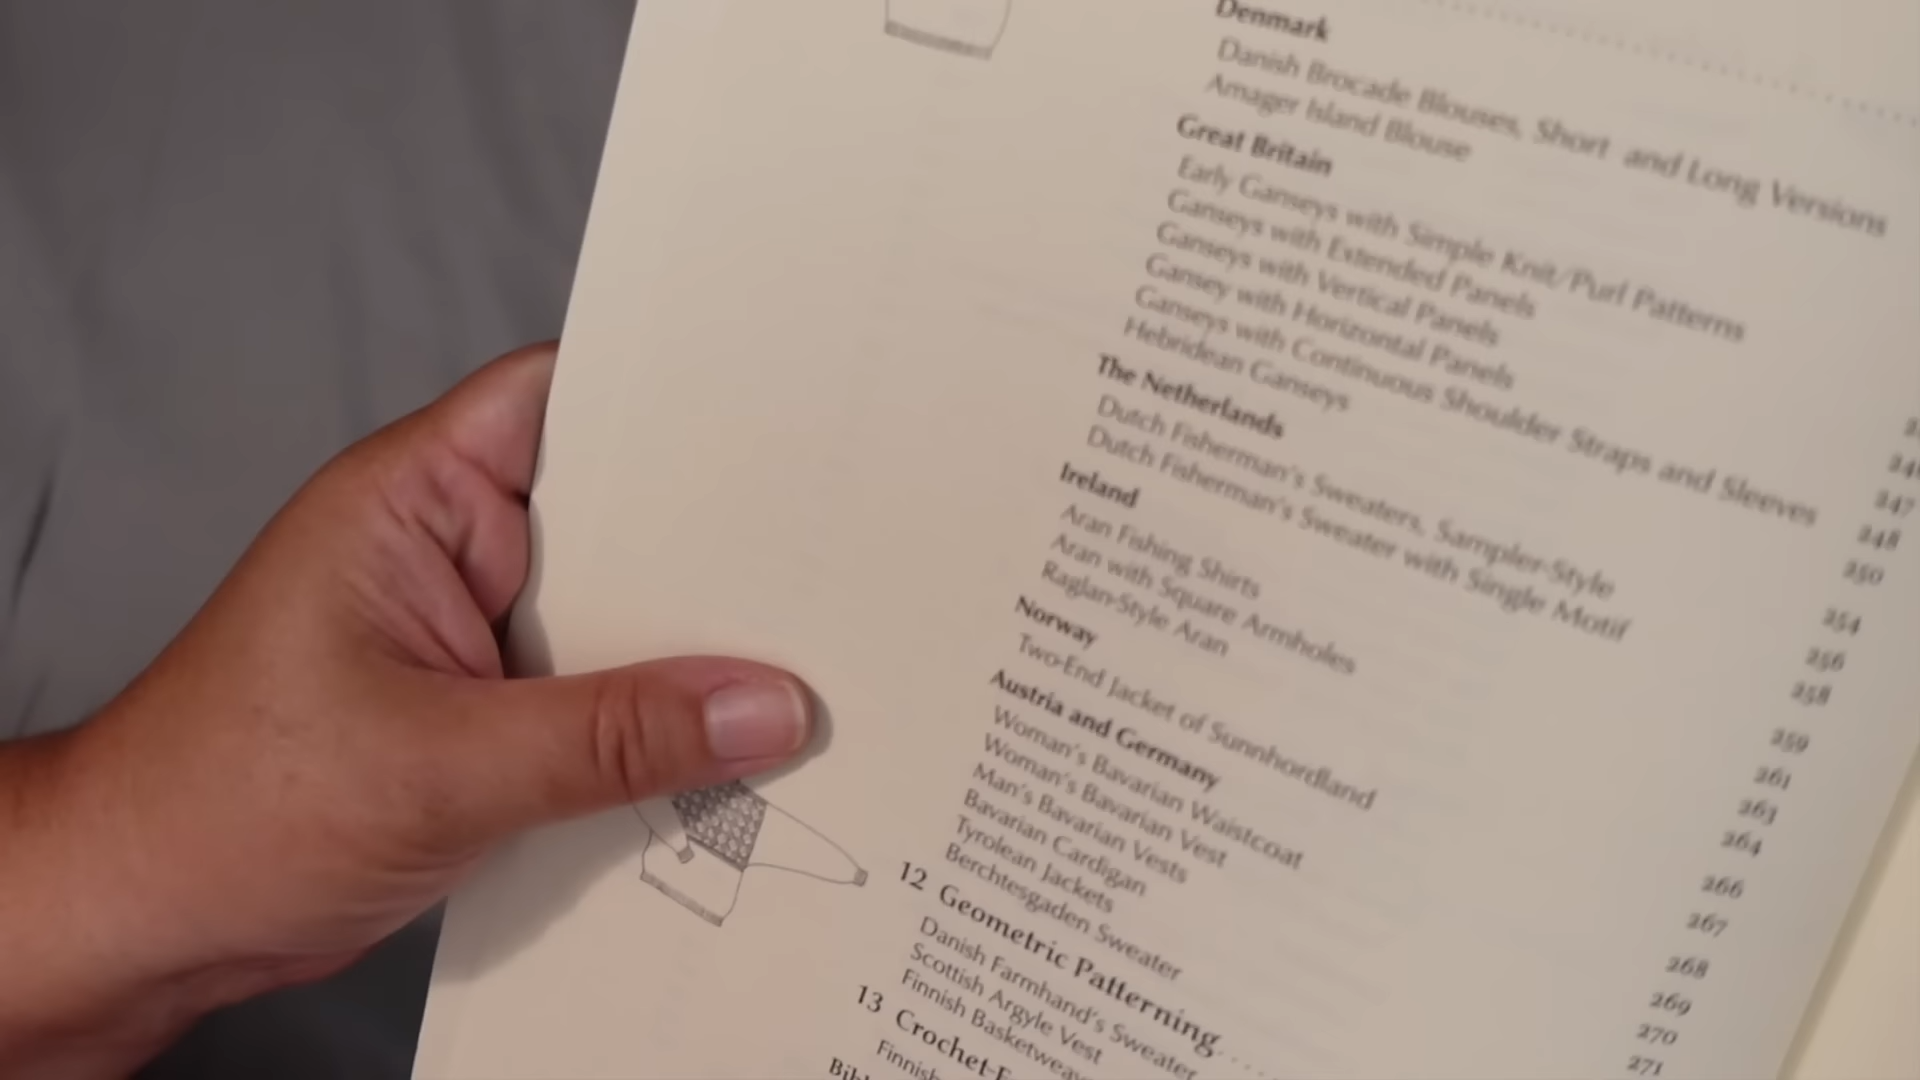 Denmark
Danish Brocade Blouses, Short and Long Versions
Amager Island Blouse
Great Britain
Early Ganseys with Simple Knit/Purl Patterns
Ganseys with Extended Panels
Ganseys with Vertical Panels
Gansey with Horizontal Panels
Ganseys with Continuous Shoulder Straps and Sleeves
Hebridean Ganseys
The Netherlands
Dutch Fisherman's Sweaters, Sampler-Style
Dutch Fisherman's Sweater with Single Motif
Ireland
Aran Fishing Shirts
Aran with Square Armholes
Raglan-Style Aran
Norway
Two-End Jacket of Sunnhordland
Austria and Germany
Woman's Bavarian Waistcoat
Woman's Bavarian Vest
Man's Bavarian Vests
Bavarian Cardigan
Tyrolean Jackets
Berchtesgaden Sweater
12 Geometric Patterning
Danish Farmhand's Sweater
Scottish Argyle Vest
Finnish
13
247
248
250
254
256
258
259
261
263
264
266
267
268
269
270
271